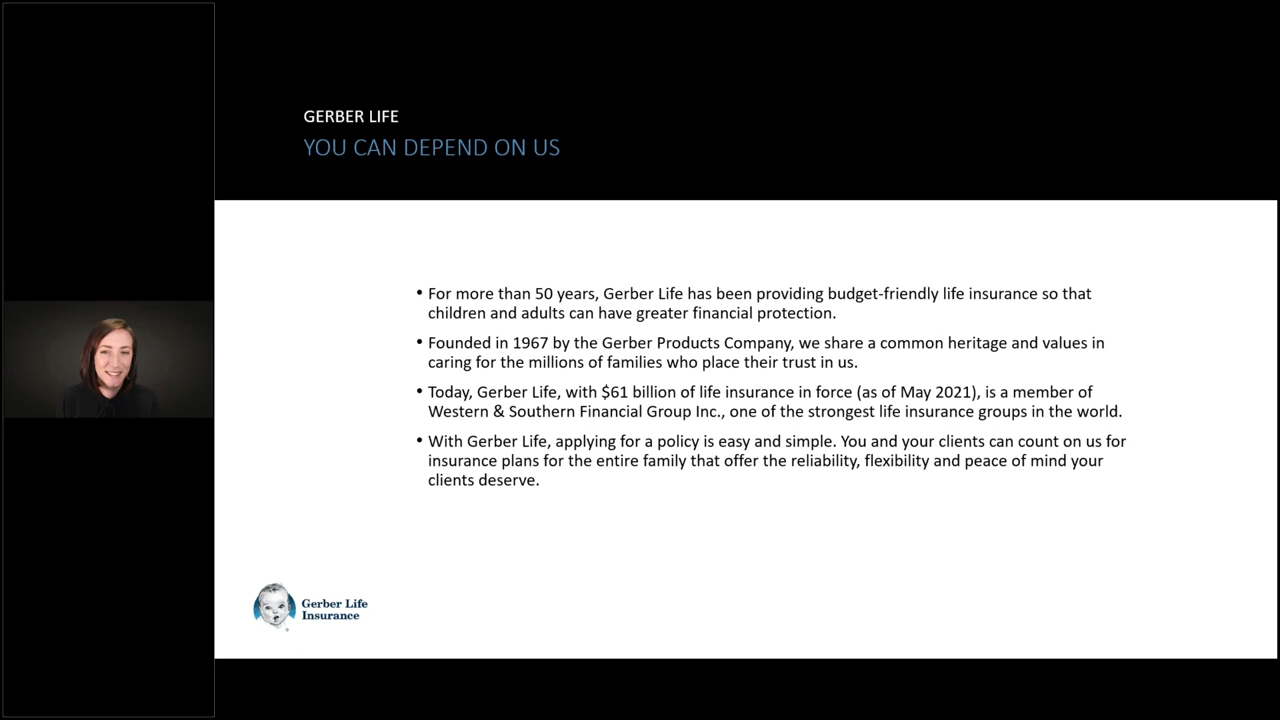 GERBER LIFE
YOU CAN DEPEND ON US
• For more than 50 years, Gerber Life has been providing budget-friendly life insurance so that
children and adults can have greater financial protection.
• Founded in 1967 by the Gerber Products Company, we share a common heritage and values in
caring for the millions of families who place their trust in us.
• Today, Gerber Life, with $61 billion of life insurance in force (as of May 2021), is a member of
Western & Southern Financial Group Inc., one of the strongest life insurance groups in the world.
• With Gerber Life, applying for a policy is easy and simple. You and your clients can count on us for
insurance plans for the entire family that offer the reliability, flexibility and peace of mind your
clients deserve.
Gerber Life
Insurance